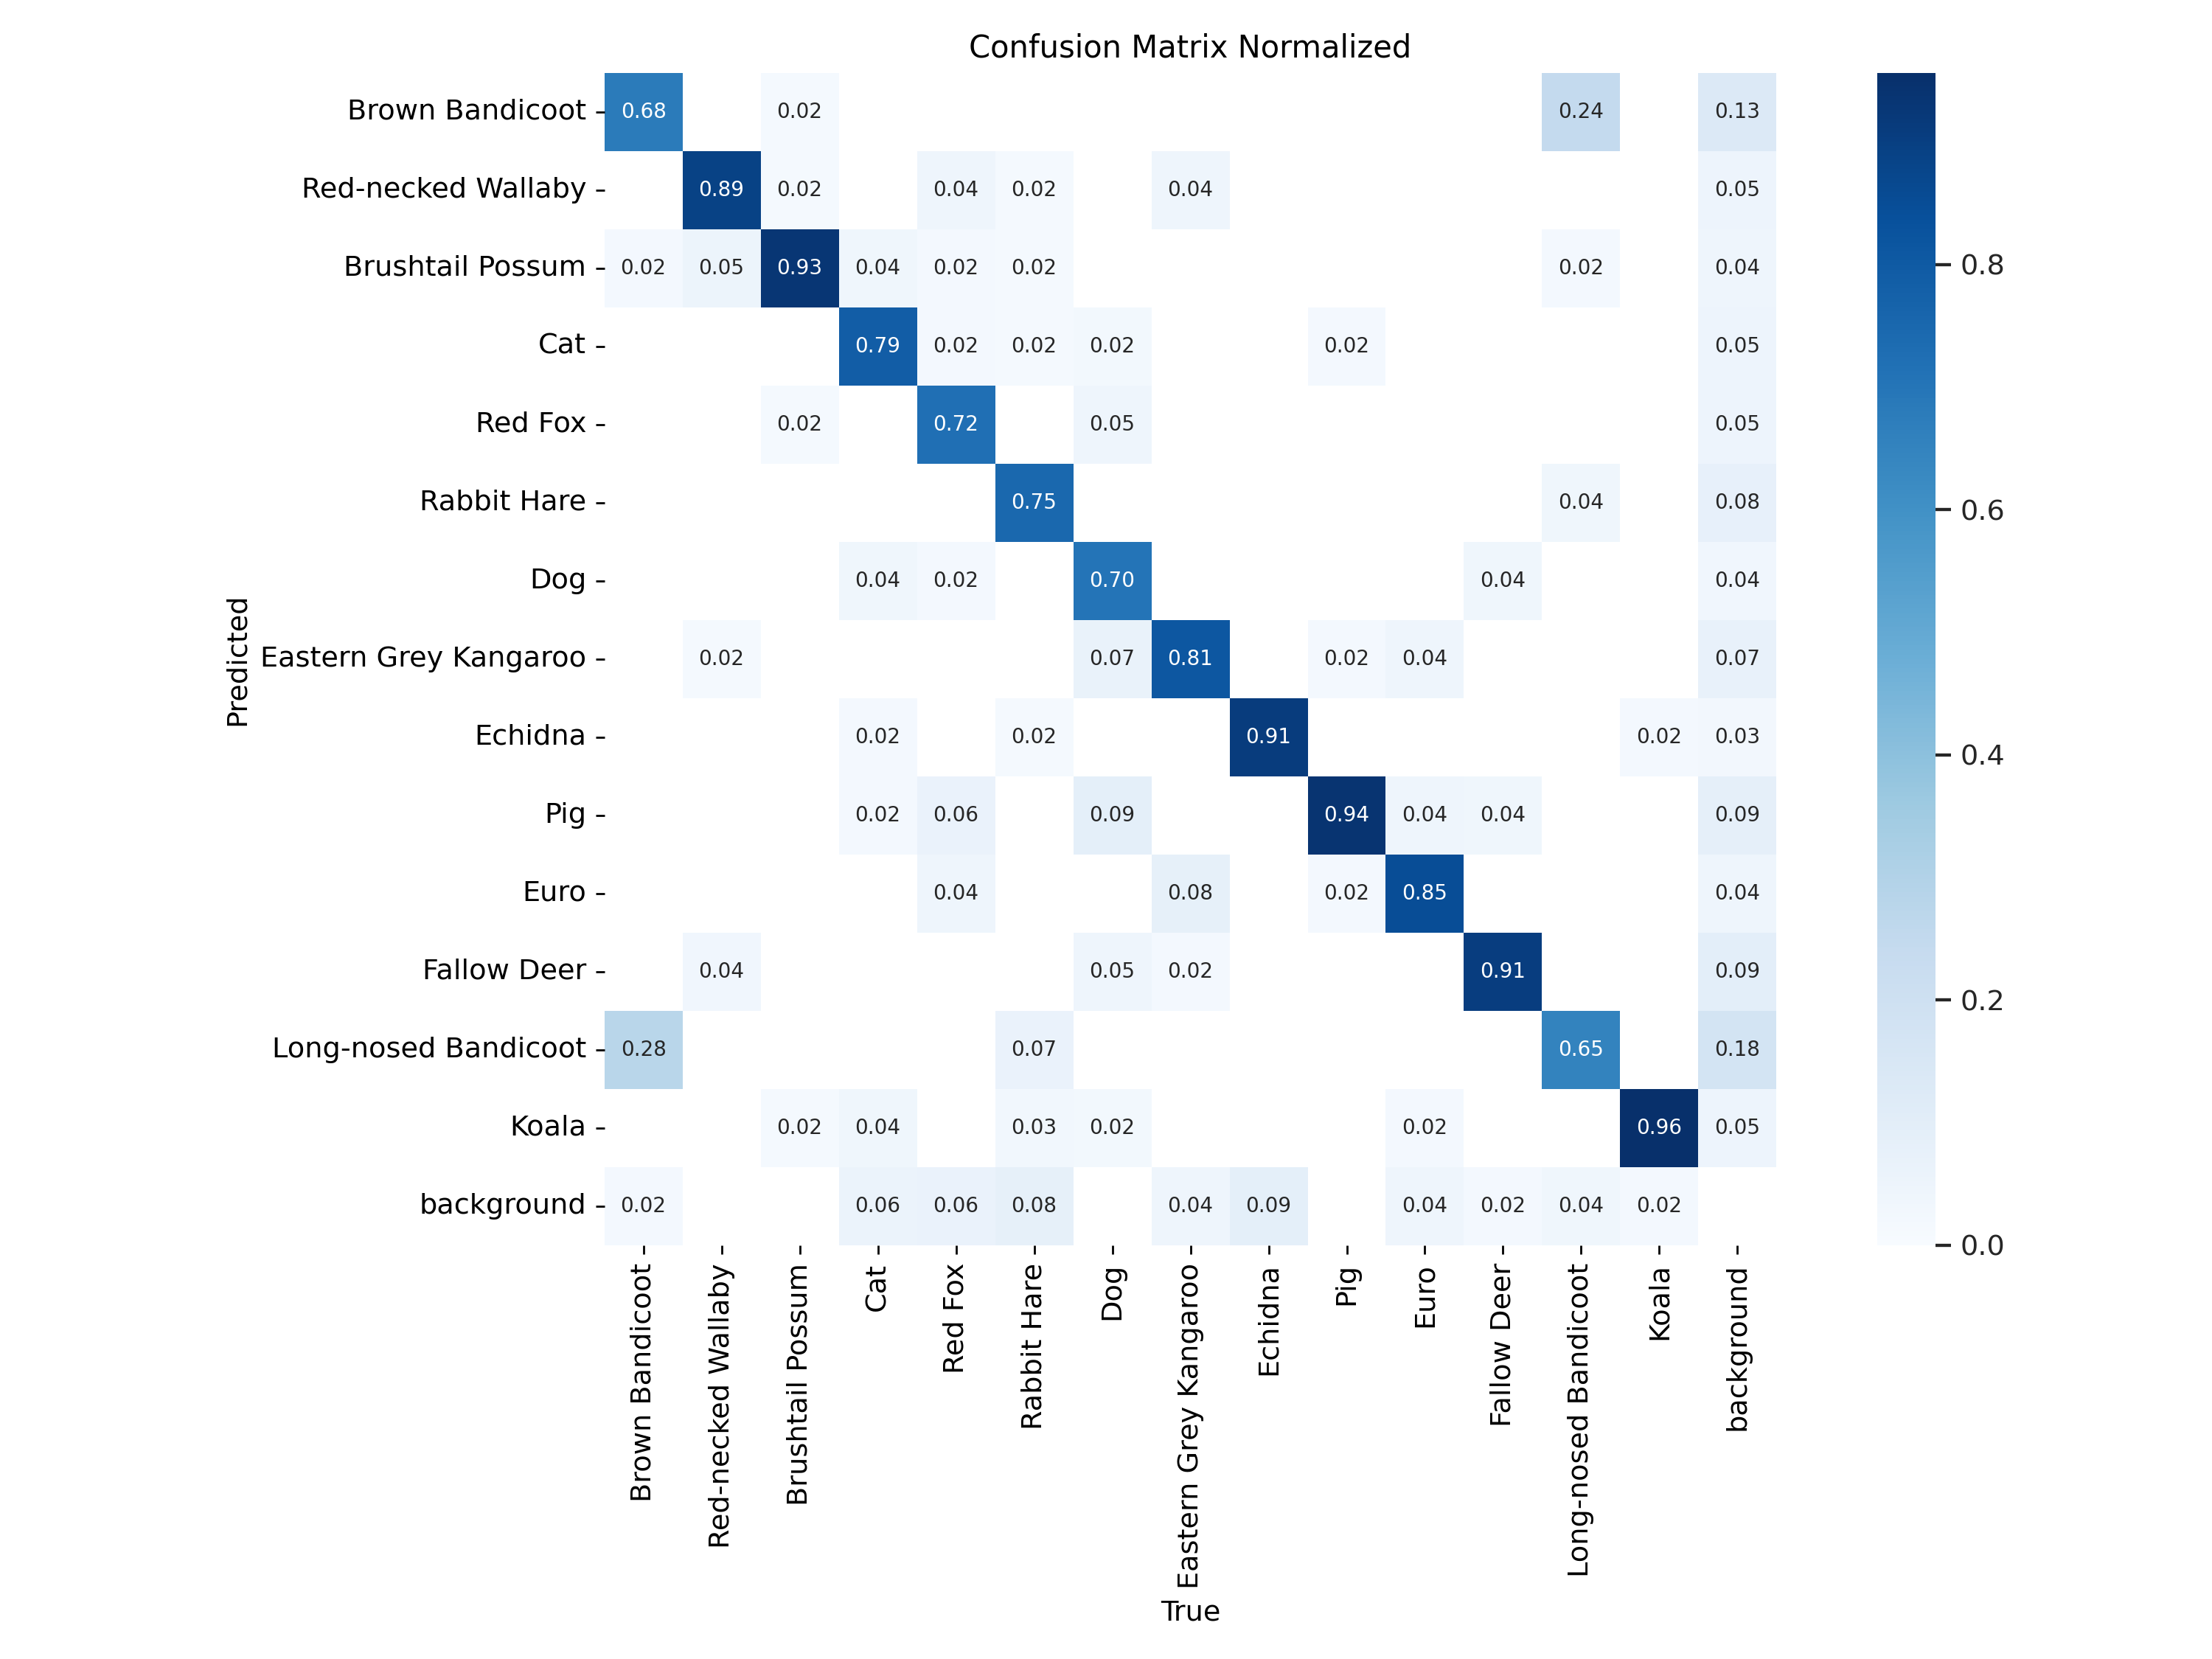 Confusion Matrix Normalized
Brown Bandicoot 0.68 0.02 0.24 0.13
Red-necked Wallaby 0.89 0.02 0.04 0.02 0.04 0.05
Brushtail Possum 0.02 0.05 0.93 0.04 0.02 0.02 0.02 0.04
Cat 0.79 0.02 0.02 0.02 0.02 0.05
Red Fox 0.02 0.72 0.05 0.05
Rabbit Hare 0.75 0.04 0.08
Dog 0.04 0.02 0.70 0.04 0.04
Eastern Grey Kangaroo 0.02 0.07 0.81 0.02 0.04 0.07
Echidna 0.02 0.02 0.91 0.02 0.03
Pig 0.02 0.06 0.09 0.94 0.04 0.04 0.09
Euro 0.04 0.08 0.02 0.85 0.04
Fallow Deer 0.04 0.05 0.02 0.91 0.09
Long-nosed Bandicoot 0.28 0.07 0.65 0.18
Koala 0.02 0.04 0.03 0.02 0.02 0.96 0.05
background 0.02 0.06 0.06 0.08 0.04 0.09 0.04 0.02 0.04 0.02
Predicted
Brown Bandicoot
Red-necked Wallaby
Brushtail Possum
Cat
Red Fox
Rabbit Hare
Dog
Eastern Grey Kangaroo
Echidna
Pig
Euro
Fallow Deer
Long-nosed Bandicoot
Koala
background
True
0.8
0.6
0.4
0.2
0.0